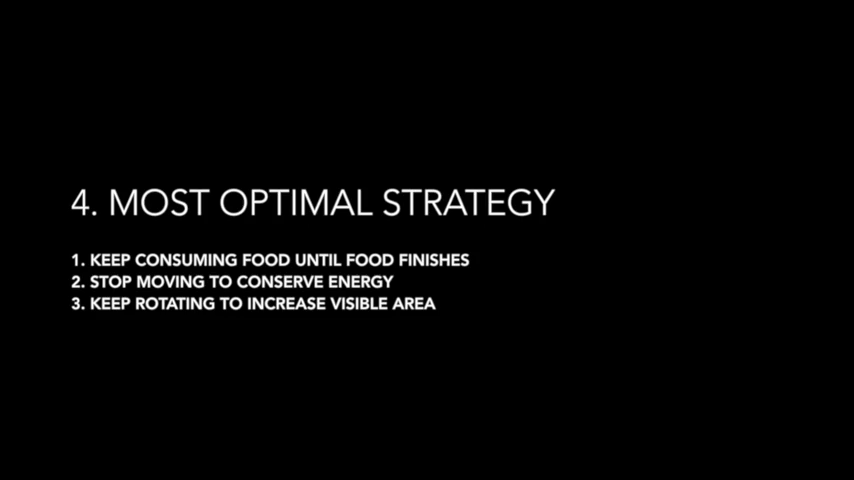 4. MOST OPTIMAL STRATEGY
1. KEEP CONSUMING FOOD UNTIL FOOD FINISHES
2. STOP MOVING TO CONSERVE ENERGY
3. KEEP ROTATING TO INCREASE VISIBLE AREA